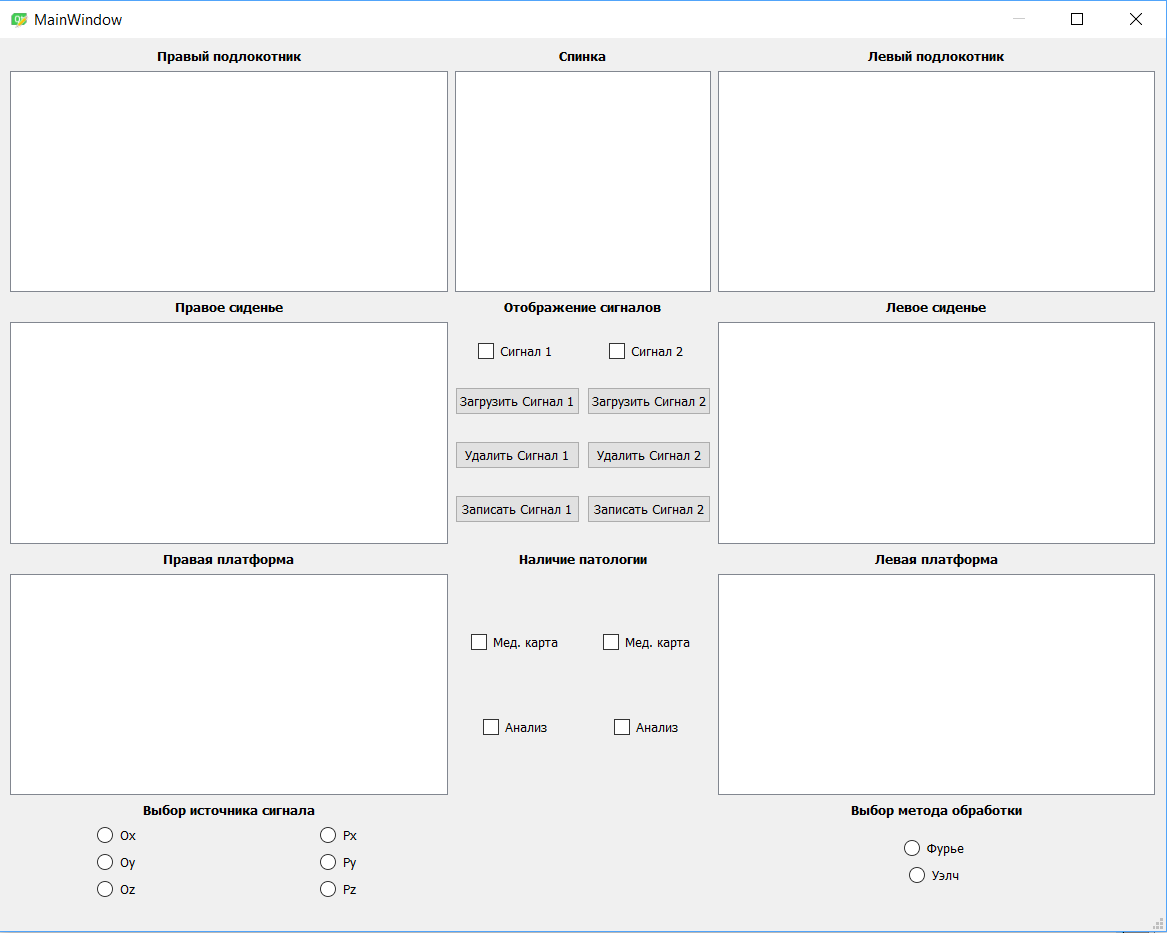 MainWindow
Правый подлокотник Спинка Левый подлокотник
Правое сиденье Отображение сигналов Левое сиденье
Сигнал 1 Сигнал 2
Загрузить Сигнал 1 Загрузить Сигнал 2
Удалить Сигнал 1 Удалить Сигнал 2
Записать Сигнал 1 Записать Сигнал 2
Правая платформа Наличие патологии Левая платформа
Мед. карта Мед. карта
Анализ Анализ
Выбор источника сигнала Выбор метода обработки
Ox Px
Фурье
Oy Py
Уэлч
Oz Pz